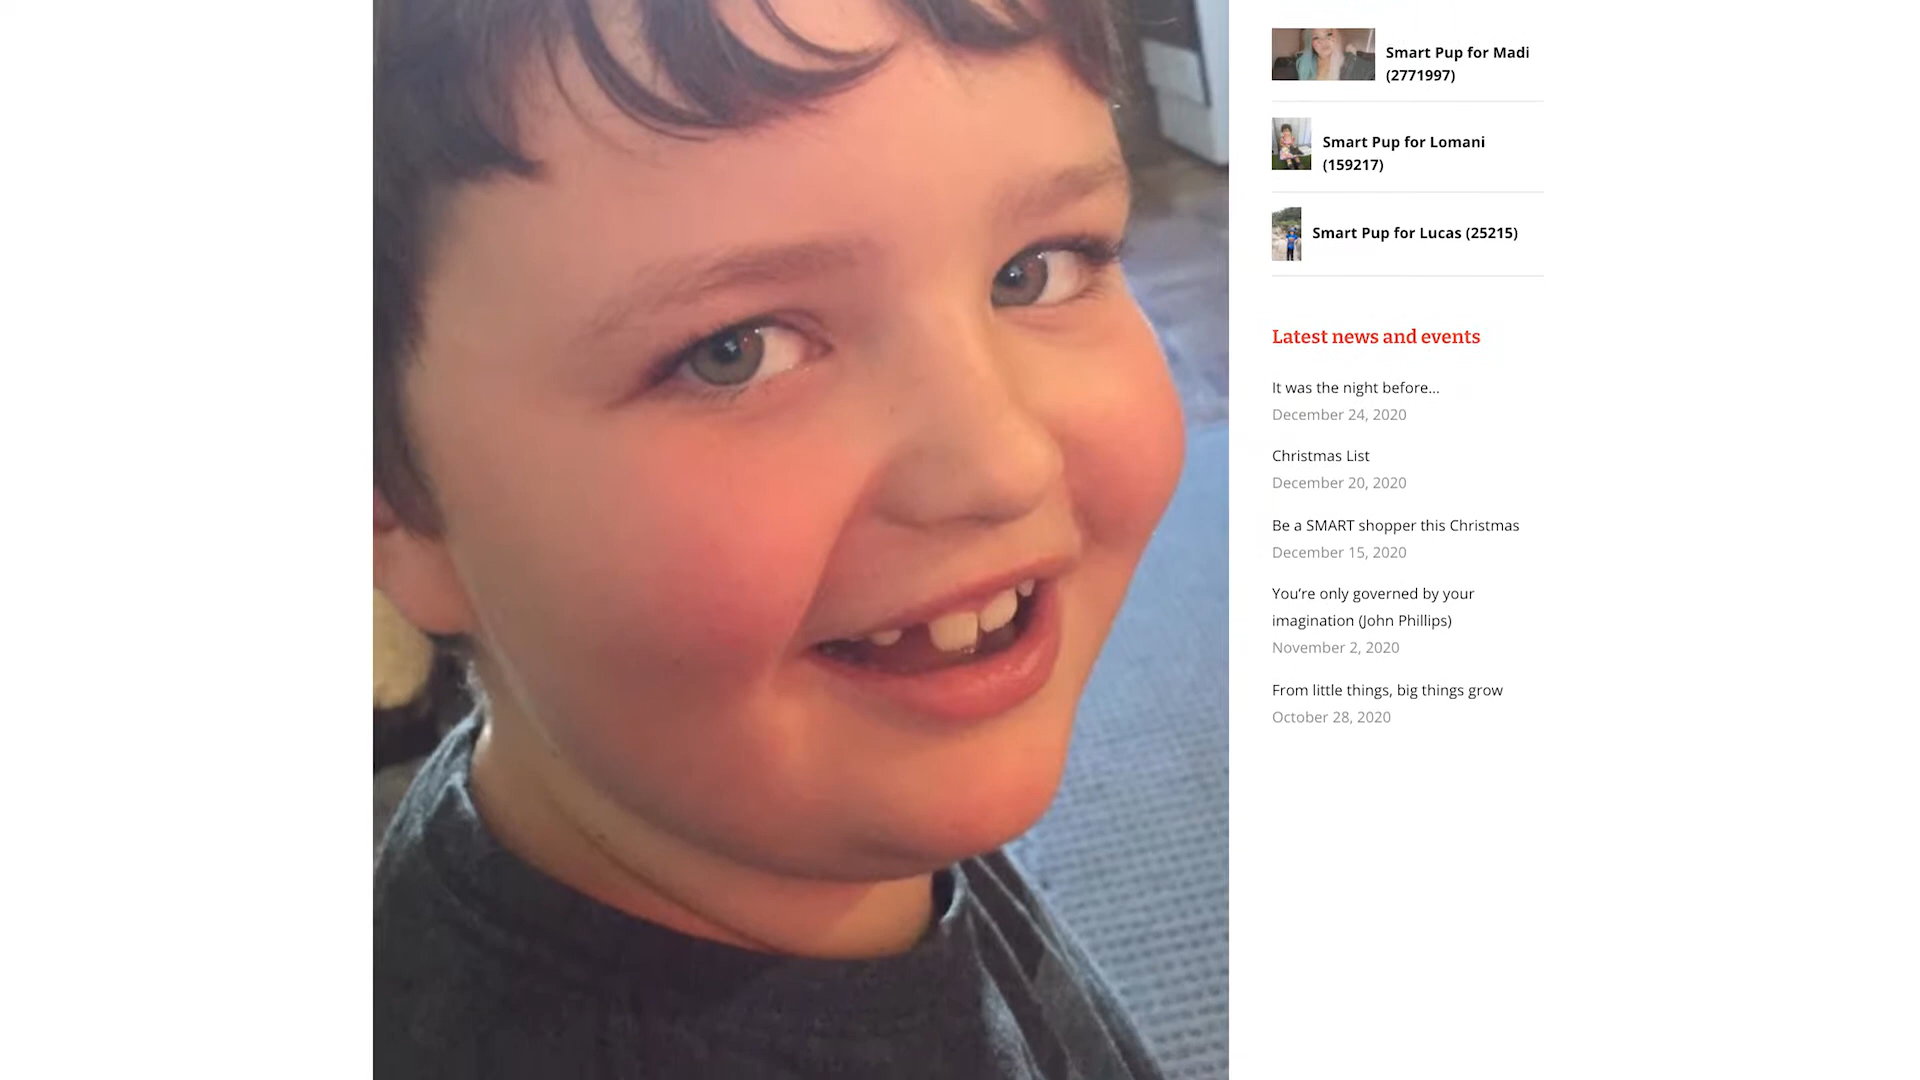 Smart Pup for Madi
(2771997)
Smart Pup for Lomani
(159217)
Smart Pup for Lucas (25215)
Latest news and events
It was the night before…
December 24, 2020
Christmas List
December 20, 2020
Be a SMART shopper this Christmas
December 15, 2020
You’re only governed by your
imagination (John Phillips)
November 2, 2020
From little things, big things grow
October 28, 2020